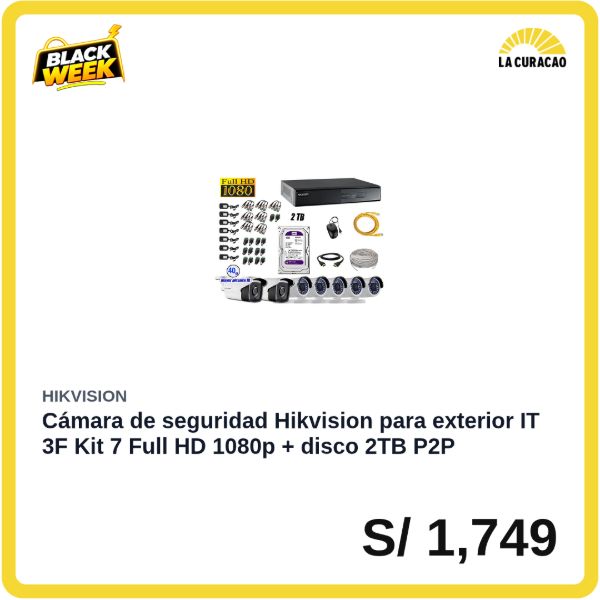 BLACK
WEEK
LA CURACAO
Full HD
1080
2 TB
40
HIKVISION
Cámara de seguridad Hikvision para exterior IT
3F Kit 7 Full HD 1080p + disco 2TB P2P
S/ 1,749